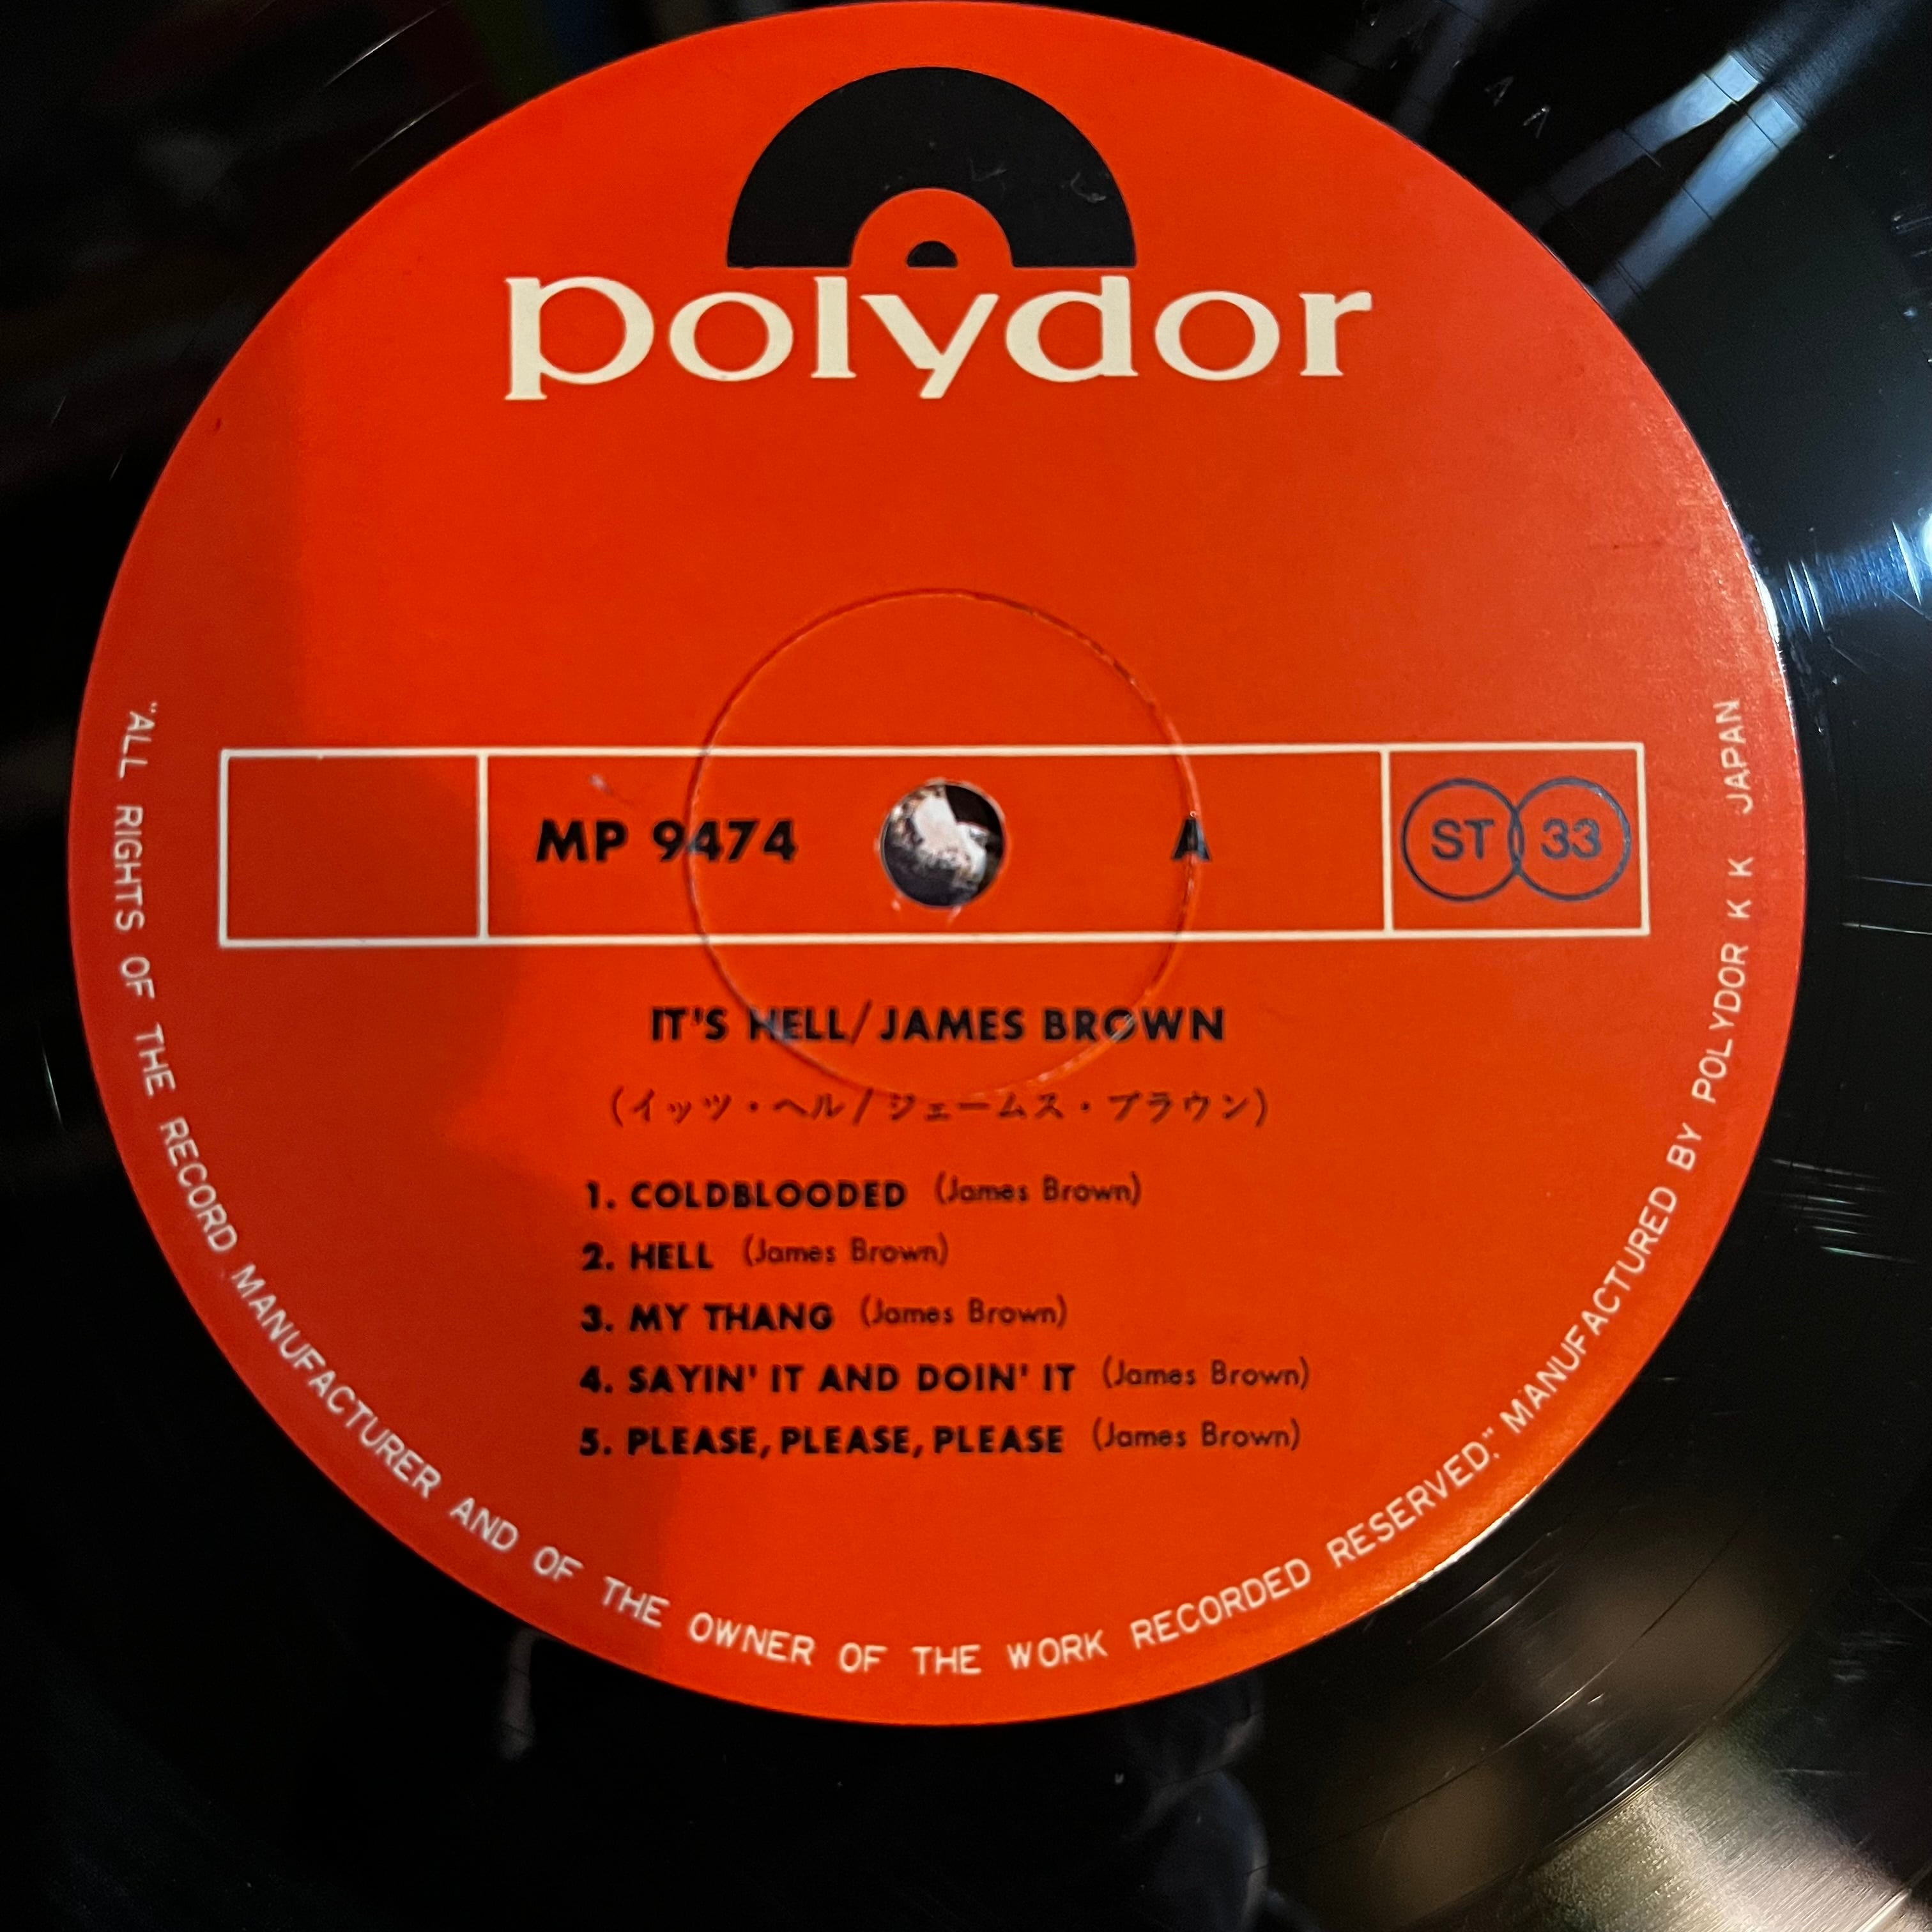 polydor
MP 9474 A ST 33
IT'S HELL/JAMES BROWN
(イッツ・ヘル/ジェームス・ブラウン)
1. COLDBLOODED (James Brown)
2. HELL (James Brown)
3. MY THANG (James Brown)
4. SAYIN' IT AND DOIN' IT (James Brown)
5. PLEASE, PLEASE, PLEASE (James Brown)
"ALL RIGHTS OF THE RECORD MANUFACTURER AND OF THE OWNER OF THE WORK RECORDED RESERVED." MANUFACTURED BY POLYDOR K K JAPAN